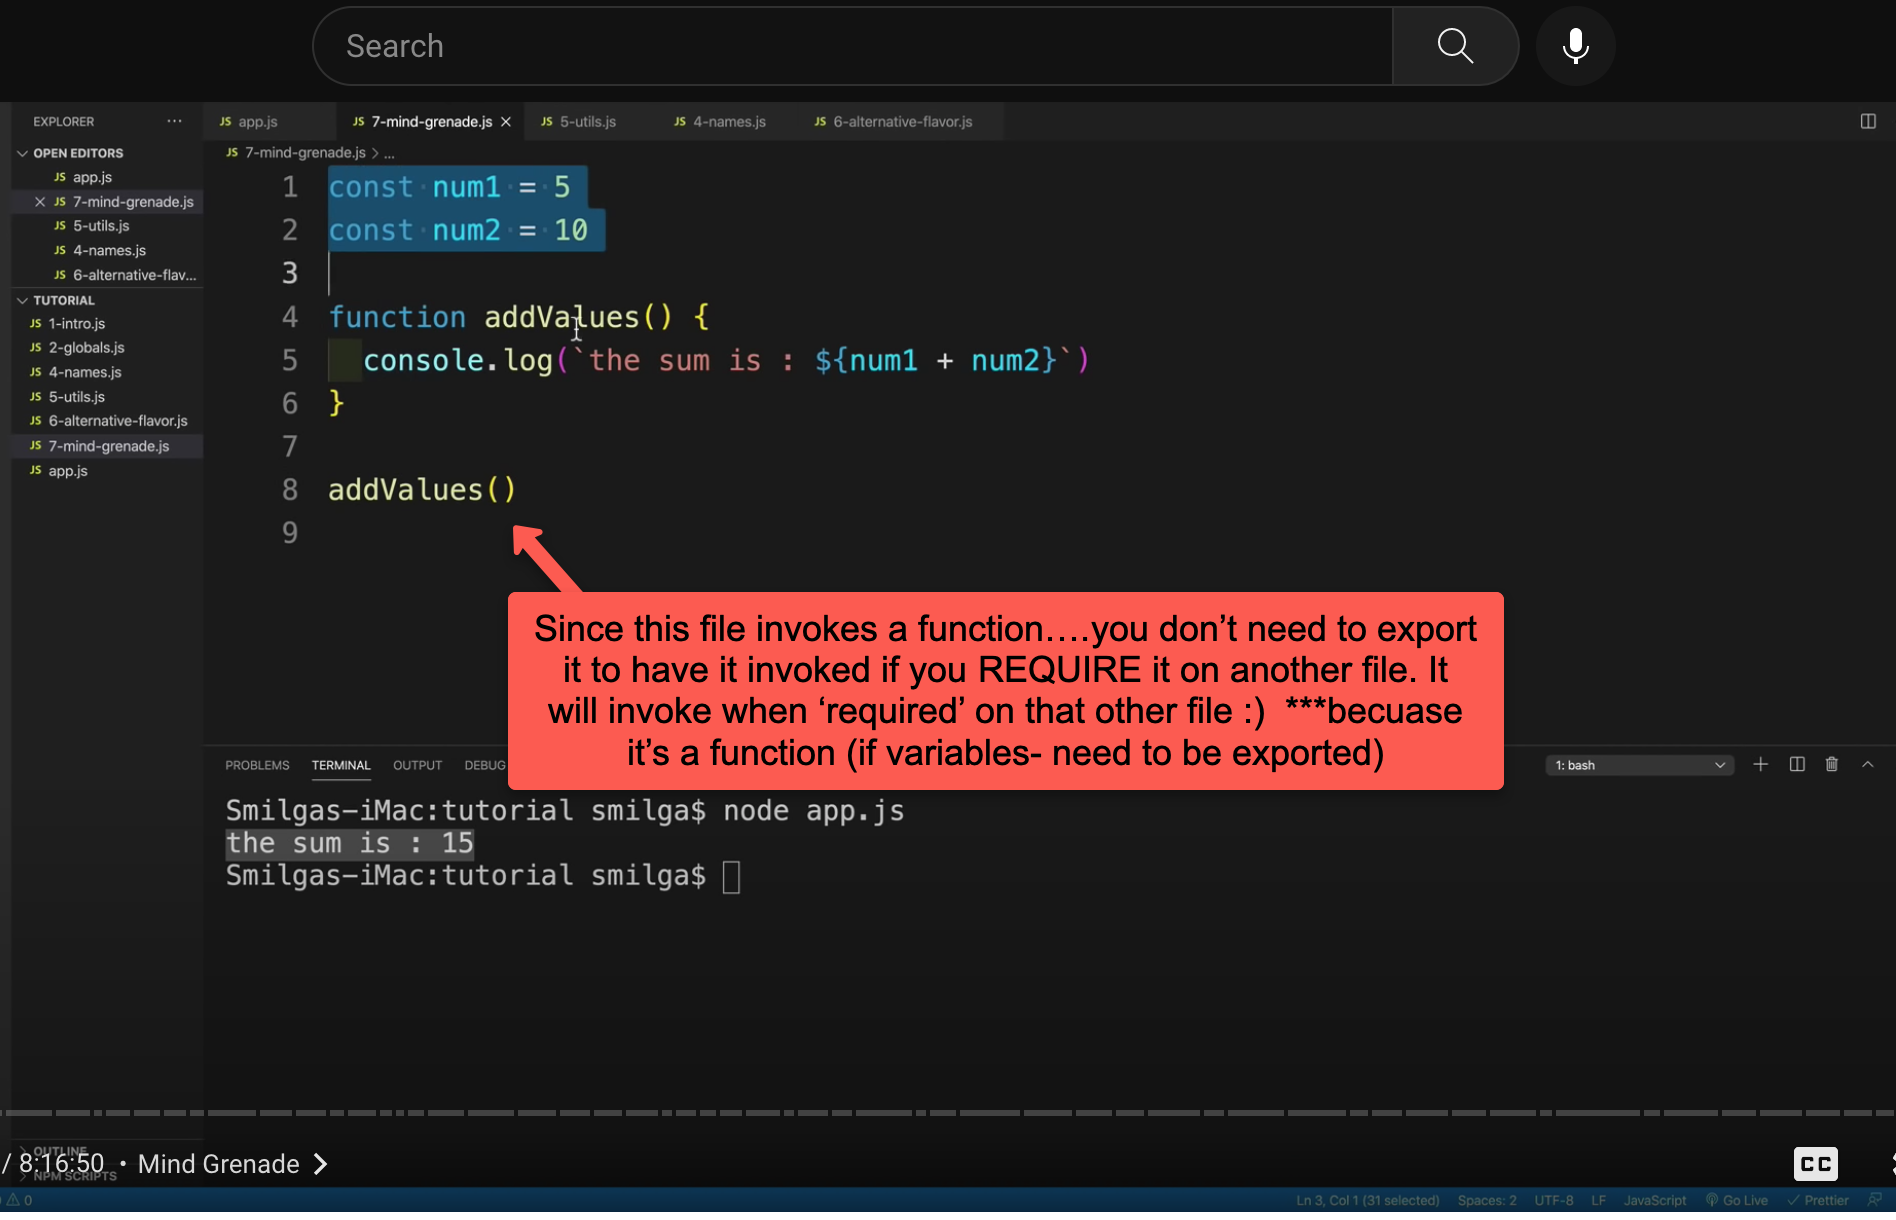 Search
EXPLORER ...
OPEN EDITORS
JS app.js
JS 7-mind-grenade.js
JS 5-utils.js
JS 4-names.js
JS 6-alternative-flav...
TUTORIAL
JS 1-intro.js
JS 2-globals.js
JS 4-names.js
JS 5-utils.js
JS 6-alternative-flavor.js
JS 7-mind-grenade.js
JS app.js
JS app.js JS 7-mind-grenade.js JS 5-utils.js JS 4-names.js JS 6-alternative-flavor.js
JS 7-mind-grenade.js > ...
1 const num1 = 5
2 const num2 = 10
3
4 function addValues() {
5 console.log(`the sum is : ${num1 + num2}`)
6 }
7
8 addValues()
9
Since this file invokes a function....you don't need to export
it to have it invoked if you REQUIRE it on another file. It
will invoke when ‘required’ on that other file :) ***becuase
it's a function (if variables- need to be exported)
PROBLEMS TERMINAL OUTPUT DEBUG 1: bash
Smilgas-iMac:tutorial smilga$ node app.js
the sum is : 15
Smilgas-iMac:tutorial smilga$
OUTLINE
/ 8:16:50 • Mind Grenade
NPM SCRIPTS
CC
0 Ln 3, Col 1 (31 selected) Spaces: 2 UTF-8 LF JavaScript Go Live Prettier